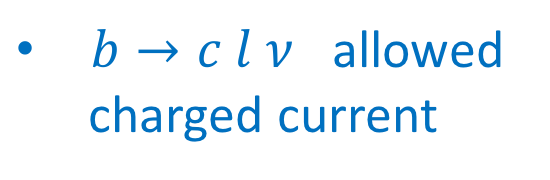 • b → c l ν allowed
charged current